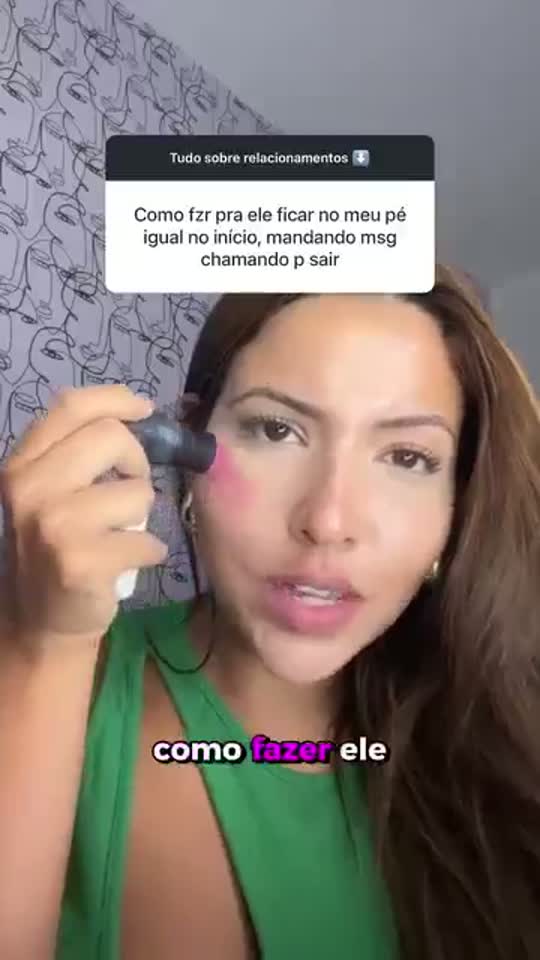 Tudo sobre relacionamentos ⬇️
Como fzr pra ele ficar no meu pé
igual no início, mandando msg
chamando p sair
como fazer ele